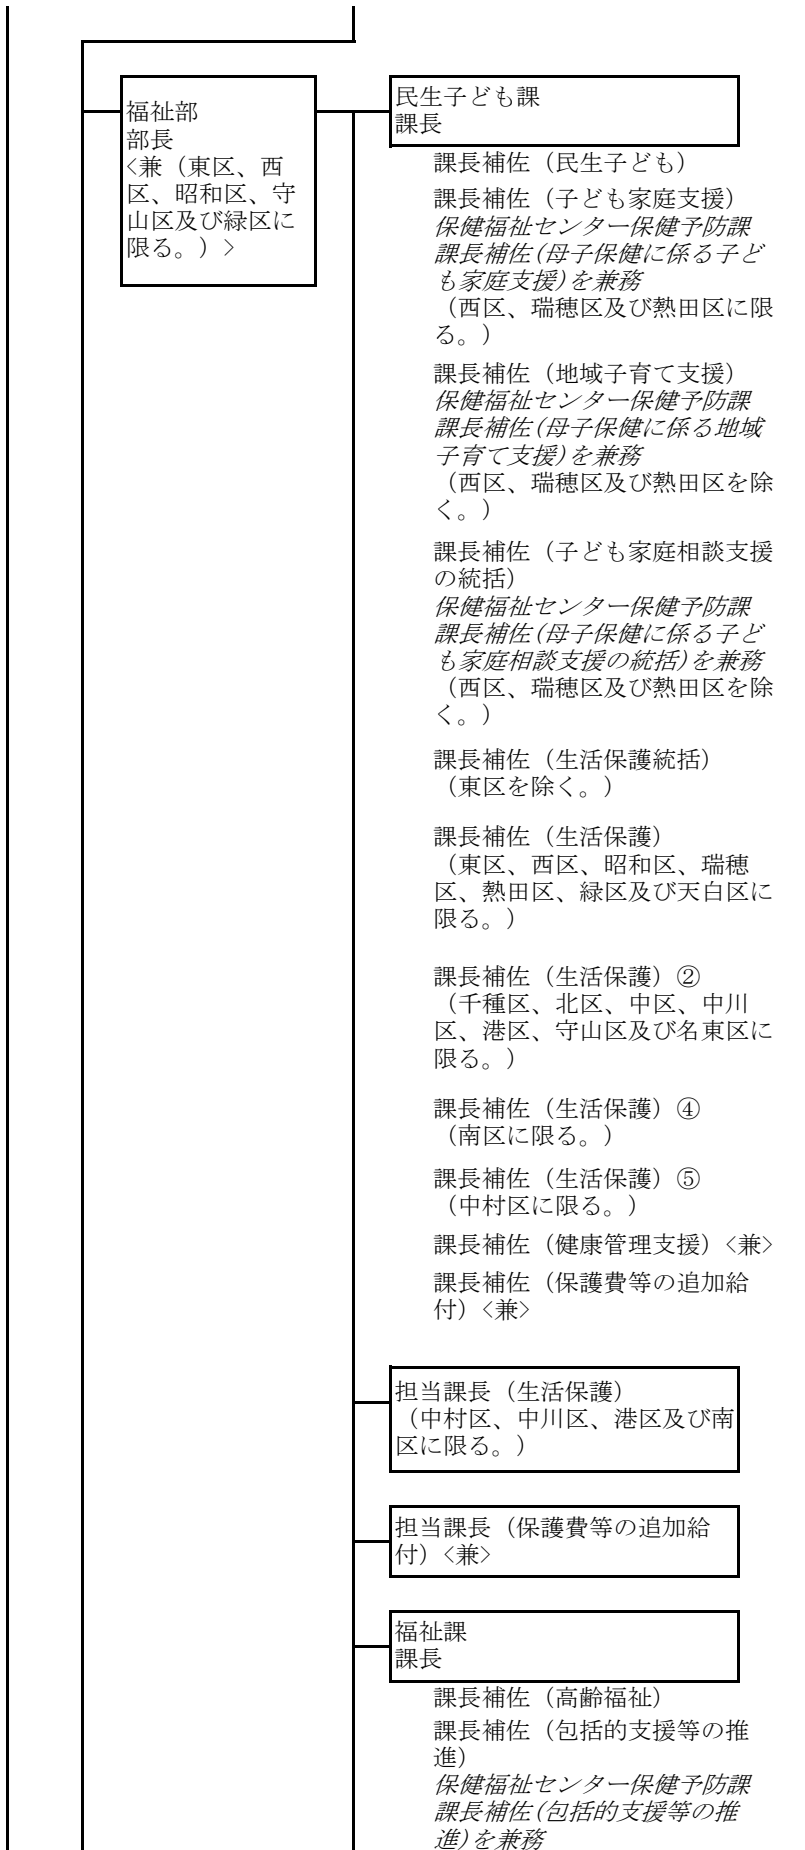 福祉部
部長
<兼（東区、西
区、昭和区、守
山区及び緑区に
限る。）>
民生子ども課
課長
課長補佐（民生子ども）
課長補佐（子ども家庭支援）
保健福祉センター保健予防課
課長補佐(母子保健に係る子ど
も家庭支援)を兼務
（西区、瑞穂区及び熱田区に限
る。）
課長補佐（地域子育て支援）
保健福祉センター保健予防課
課長補佐(母子保健に係る地域
子育て支援)を兼務
（西区、瑞穂区及び熱田区を除
く。）
課長補佐（子ども家庭相談支援
の統括）
保健福祉センター保健予防課
課長補佐(母子保健に係る子ど
も家庭相談支援の統括)を兼務
（西区、瑞穂区及び熱田区を除
く。）
課長補佐（生活保護統括）
（東区を除く。）
課長補佐（生活保護）
（東区、西区、昭和区、瑞穂
区、熱田区、緑区及び天白区に
限る。）
課長補佐（生活保護）②
（千種区、北区、中区、中川
区、港区、守山区及び名東区に
限る。）
課長補佐（生活保護）④
（南区に限る。）
課長補佐（生活保護）⑤
（中村区に限る。）
課長補佐（健康管理支援）<兼>
課長補佐（保護費等の追加給
付）<兼>
担当課長（生活保護）
（中村区、中川区、港区及び南
区に限る。）
担当課長（保護費等の追加給
付）<兼>
福祉課
課長
課長補佐（高齢福祉）
課長補佐（包括的支援等の推
進）
保健福祉センター保健予防課
課長補佐(包括的支援等の推
進)を兼務